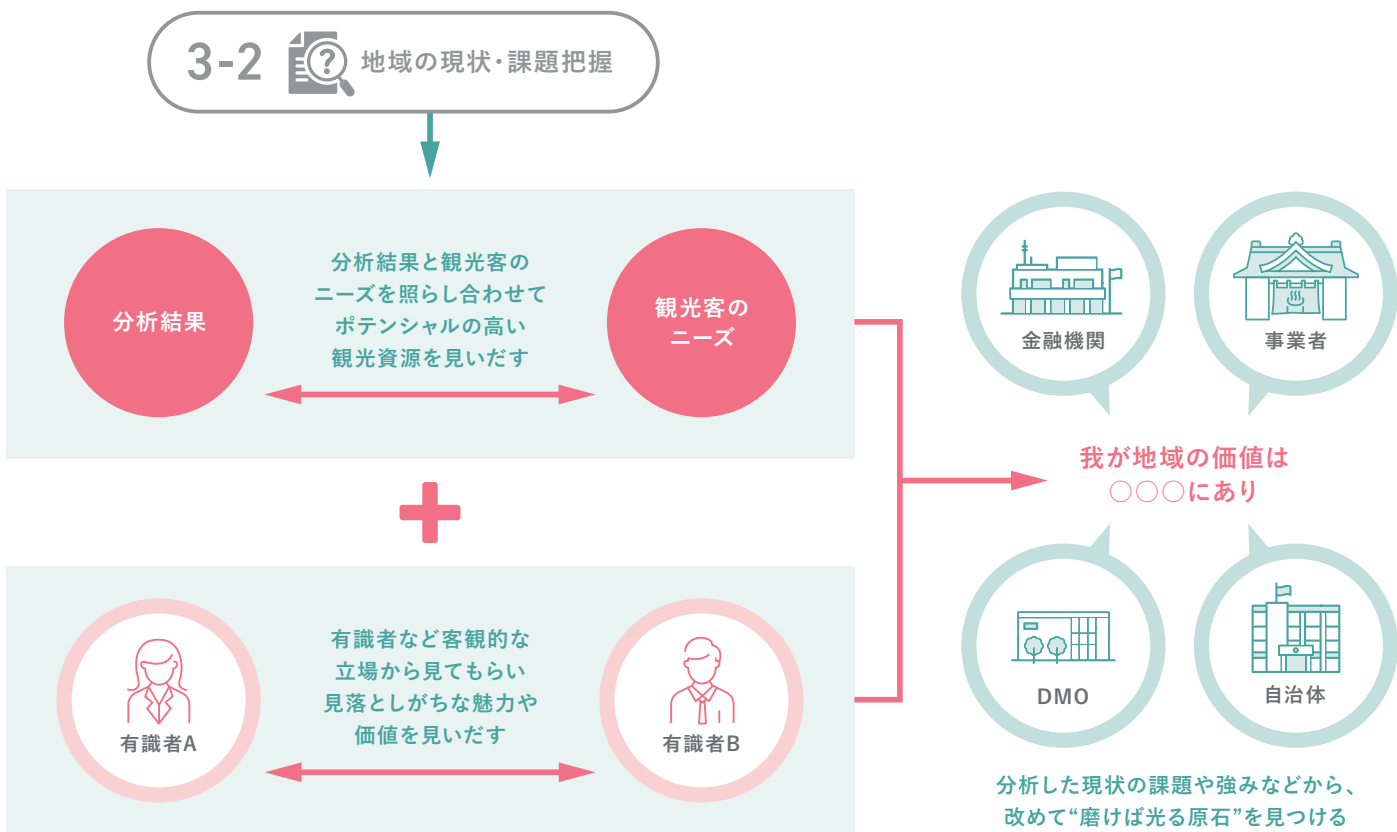 3-2 地域の現状・課題把握
分析結果
分析結果と観光客の
ニーズを照らし合わせて
ポテンシャルの高い
観光資源を見いだす
観光客の
ニーズ
有識者A
有識者など客観的な
立場から見てもらい
見落としがちな魅力や
価値を見いだす
有識者B
金融機関
事業者
我が地域の価値は
○○○にあり
DMO
自治体
分析した現状の課題や強みなどから、
改めて“磨けば光る原石”を見つける